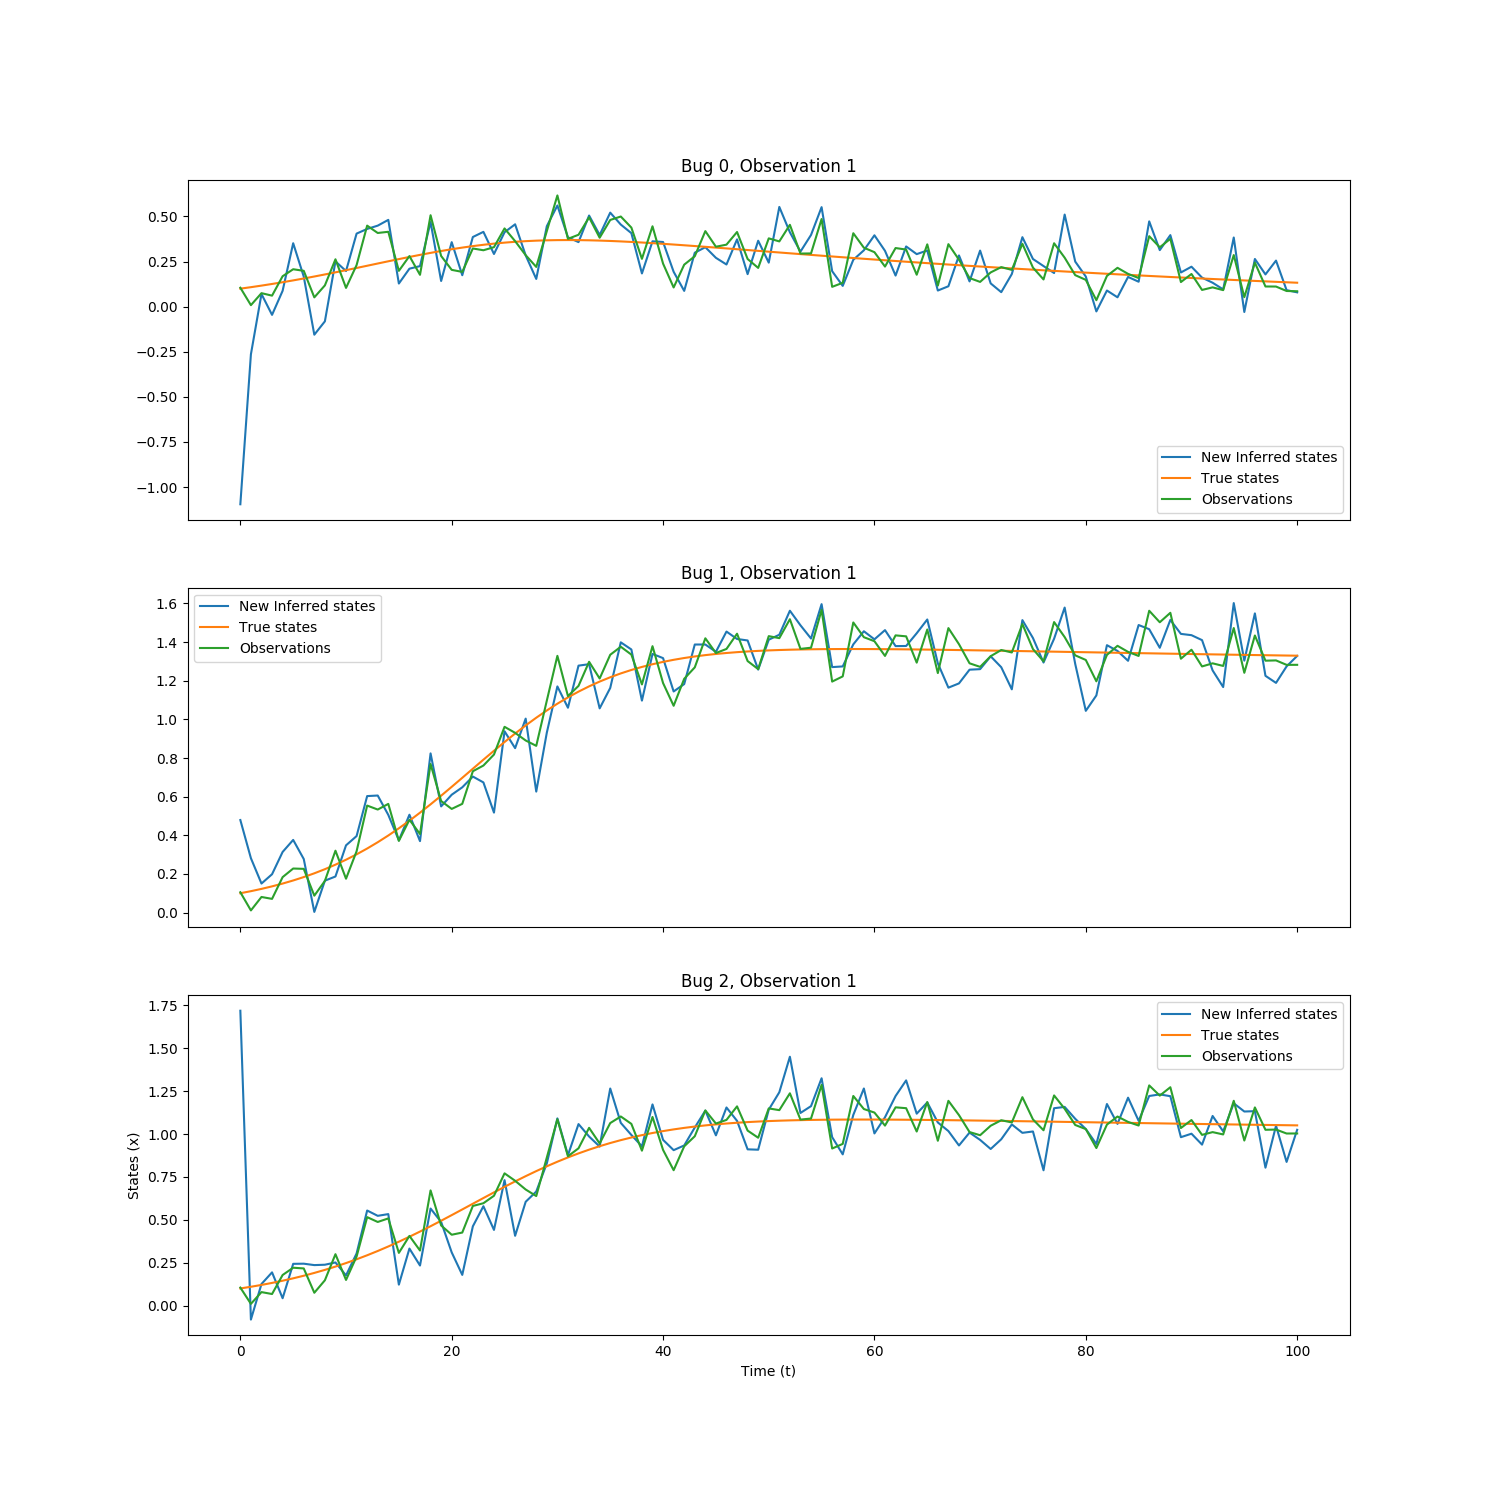 Bug 0, Observation 1
0.50
0.25
0.00
−0.25
−0.50
−0.75
−1.00
New Inferred states
True states
Observations
Bug 1, Observation 1
1.6
1.4
1.2
1.0
0.8
0.6
0.4
0.2
0.0
New Inferred states
True states
Observations
Bug 2, Observation 1
1.75
1.50
1.25
1.00
0.75
0.50
0.25
0.00
States (x)
New Inferred states
True states
Observations
0 20 40 60 80 100
Time (t)